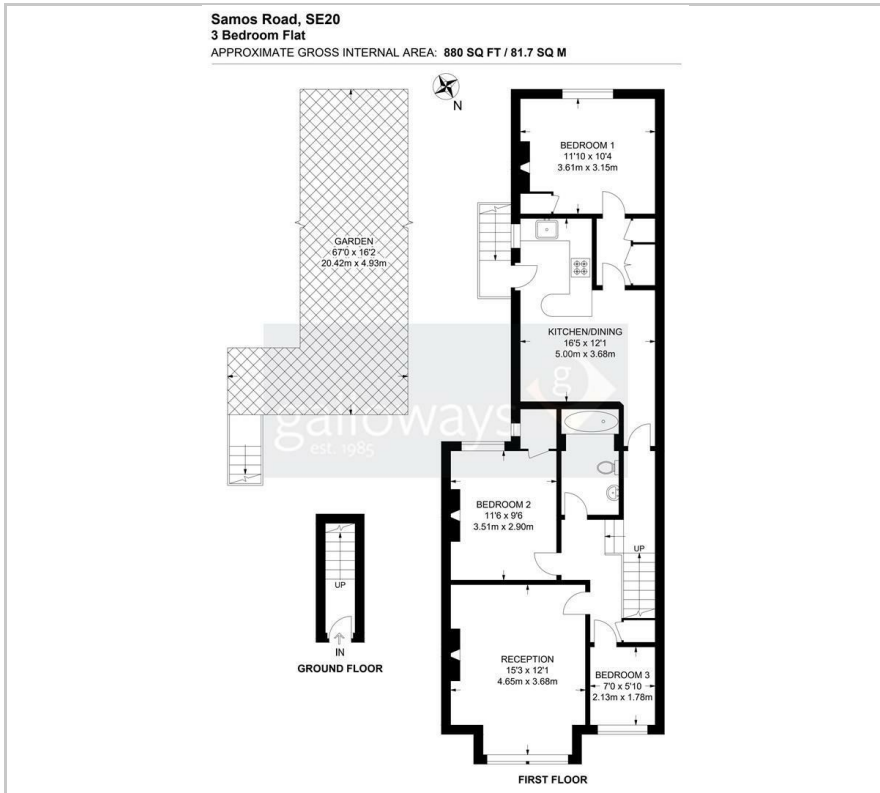 Samos Road, SE20
3 Bedroom Flat
APPROXIMATE GROSS INTERNAL AREA: 880 SQ FT / 81.7 SQ M
N
BEDROOM 1
11'10 x 10'4
3.61m x 3.15m
GARDEN
67'0 x 16'2
20.42m x 4.93m
KITCHEN/DINING
16'5 x 12'1
5.00m x 3.68m
g
galloways
est. 1985
BEDROOM 2
11'6 x 9'6
3.51m x 2.90m
UP
UP
IN
GROUND FLOOR
RECEPTION
15'3 x 12'1
4.65m x 3.68m
BEDROOM 3
7'0 x 5'10
2.13m x 1.78m
FIRST FLOOR